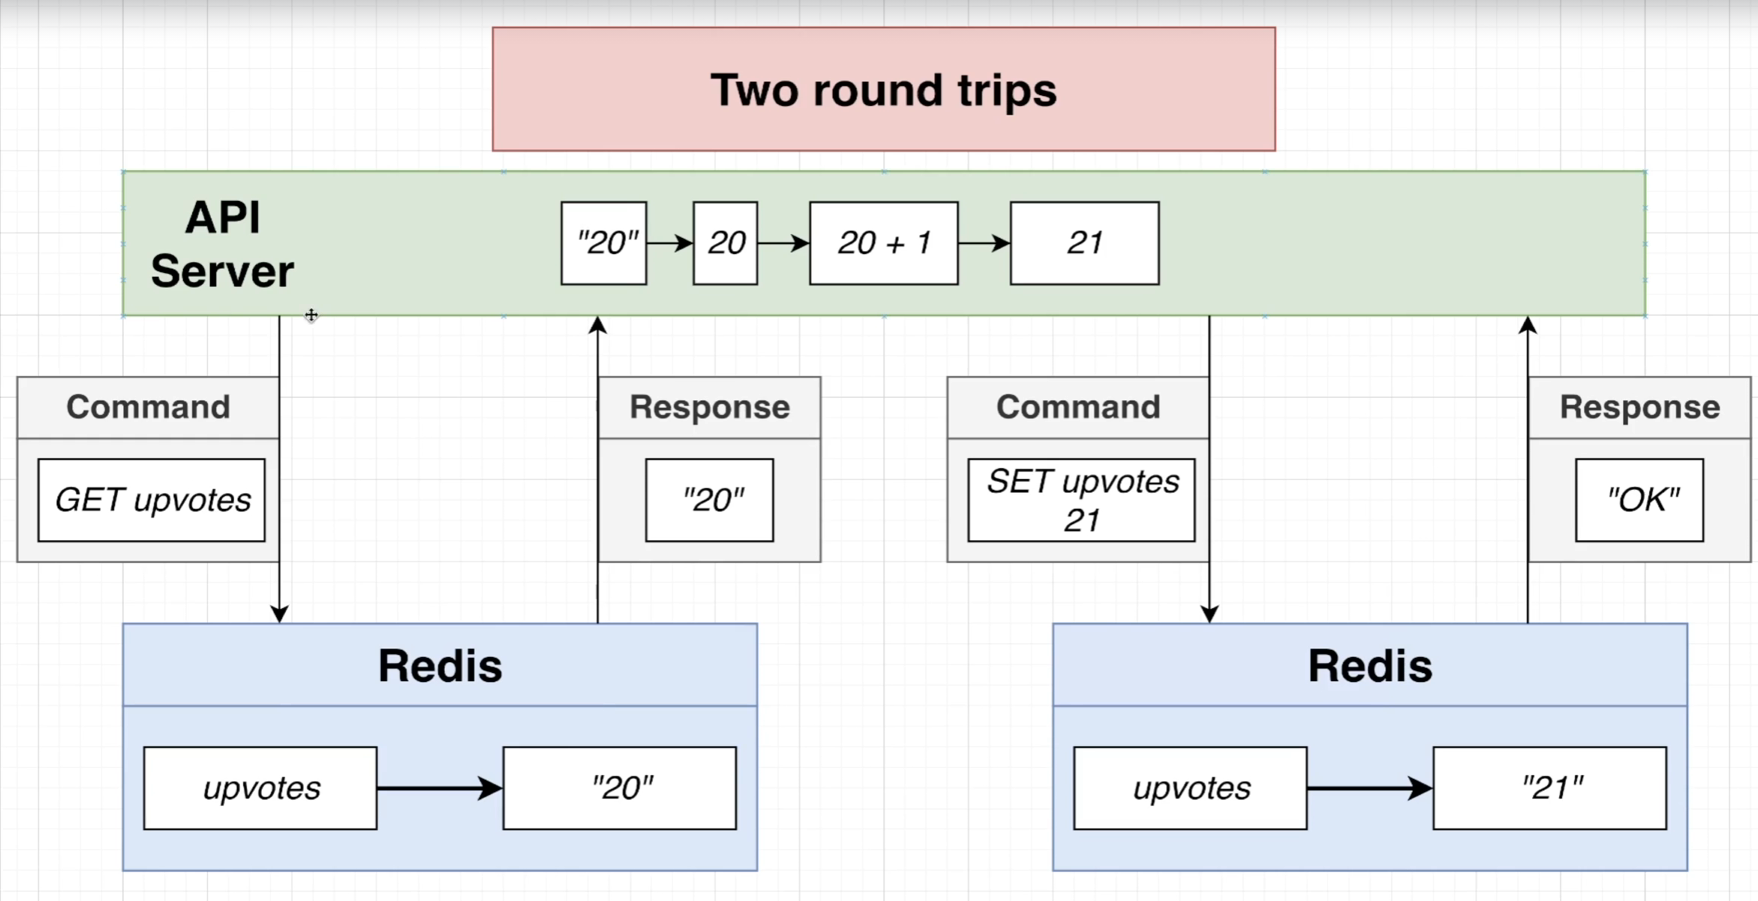 Two round trips
API
Server
"20"
20
20 + 1
21
Command
GET upvotes
Response
"20"
Command
SET upvotes
21
Response
"OK"
Redis
upvotes
"20"
Redis
upvotes
"21"